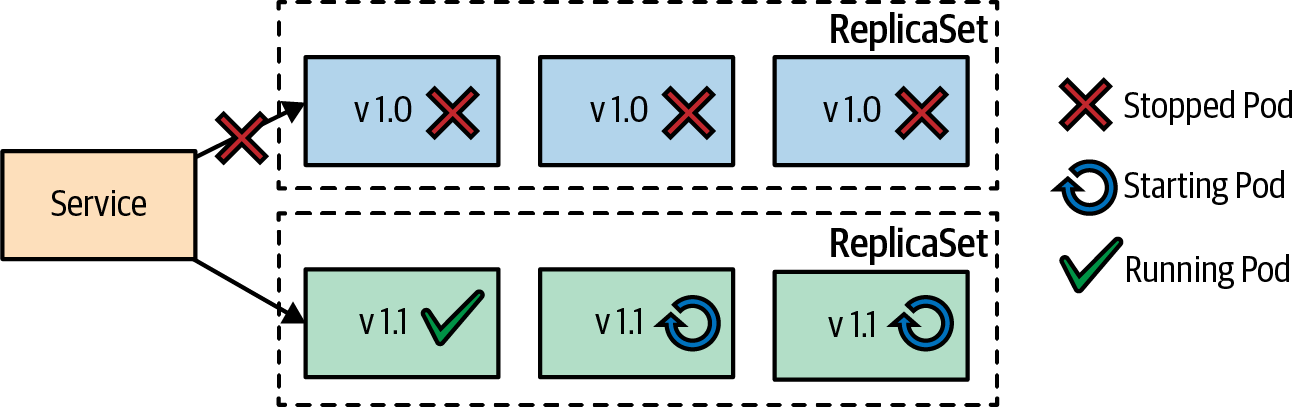 ReplicaSet
v 1.0
v 1.0
v 1.0
Service
ReplicaSet
v 1.1
v 1.1
v 1.1
Stopped Pod
Starting Pod
Running Pod